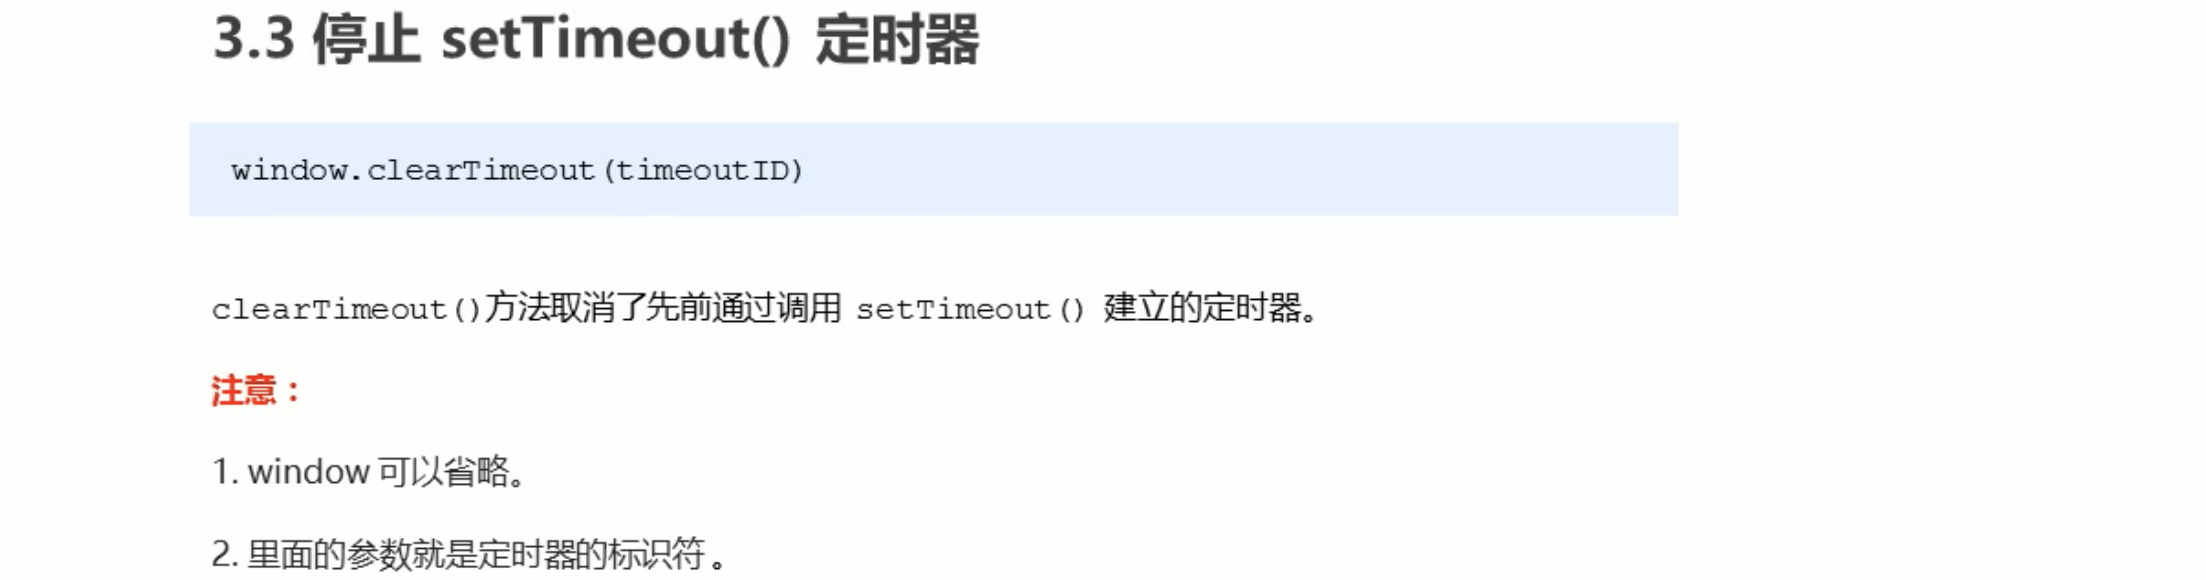 3.3 停止 setTimeout() 定时器
window.clearTimeout(timeoutID)
clearTimeout()方法取消了先前通过调用 setTimeout() 建立的定时器。
注意：
1. window 可以省略。
2. 里面的参数就是定时器的标识符 。